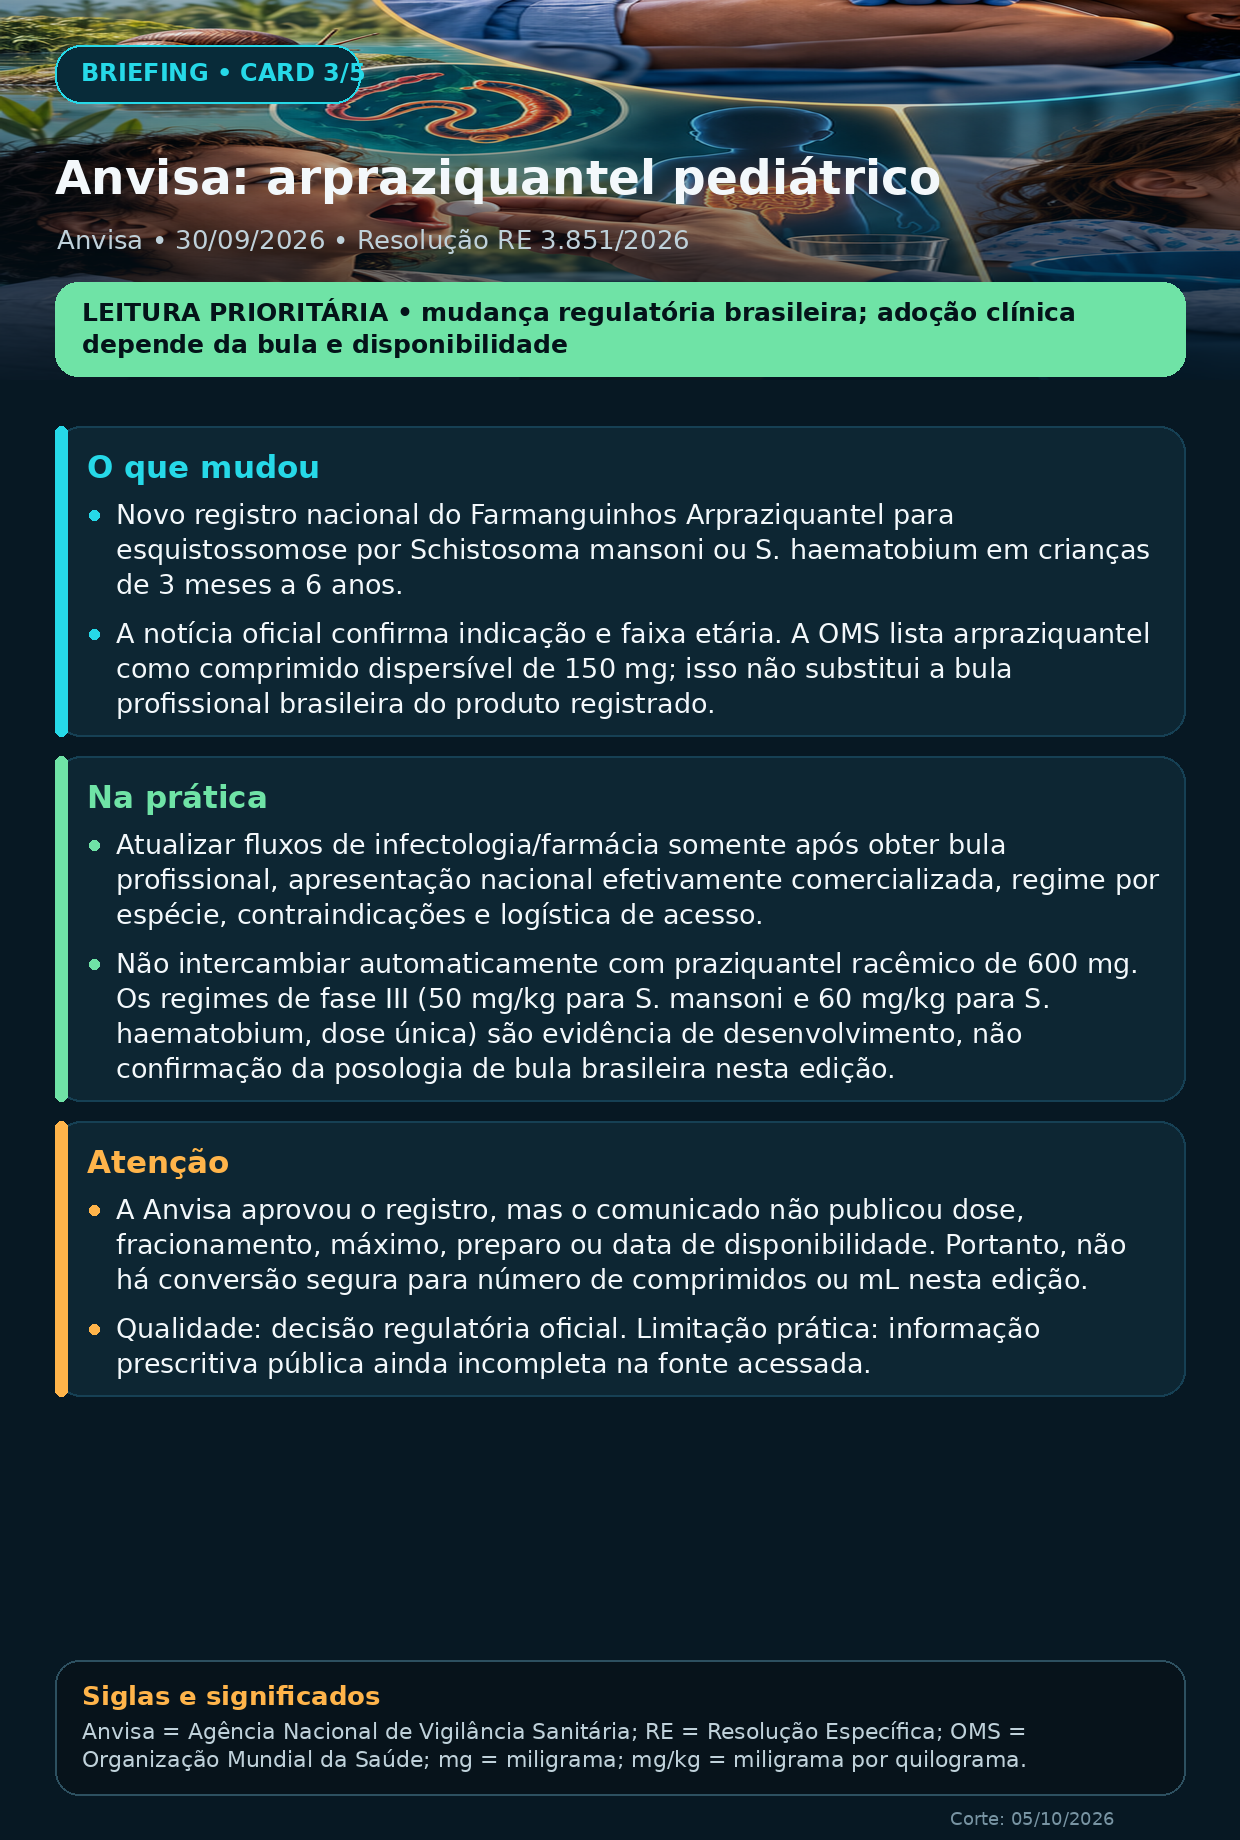 BRIEFING • CARD 3/5
Anvisa: arpraziquantel pediátrico
Anvisa • 30/09/2026 • Resolução RE 3.851/2026
LEITURA PRIORITÁRIA • mudança regulatória brasileira; adoção clínica
depende da bula e disponibilidade
O que mudou
• Novo registro nacional do Farmanguinhos Arpraziquantel para
esquistossomose por Schistosoma mansoni ou S. haematobium em crianças
de 3 meses a 6 anos.
• A notícia oficial confirma indicação e faixa etária. A OMS lista arpraziquantel
como comprimido dispersível de 150 mg; isso não substitui a bula
profissional brasileira do produto registrado.
Na prática
• Atualizar fluxos de infectologia/farmácia somente após obter bula
profissional, apresentação nacional efetivamente comercializada, regime por
espécie, contraindicações e logística de acesso.
• Não intercambiar automaticamente com praziquantel racêmico de 600 mg.
Os regimes de fase III (50 mg/kg para S. mansoni e 60 mg/kg para S.
haematobium, dose única) são evidência de desenvolvimento, não
confirmação da posologia de bula brasileira nesta edição.
Atenção
• A Anvisa aprovou o registro, mas o comunicado não publicou dose,
fracionamento, máximo, preparo ou data de disponibilidade. Portanto, não
há conversão segura para número de comprimidos ou mL nesta edição.
• Qualidade: decisão regulatória oficial. Limitação prática: informação
prescritiva pública ainda incompleta na fonte acessada.
Siglas e significados
Anvisa = Agência Nacional de Vigilância Sanitária; RE = Resolução Específica; OMS =
Organização Mundial da Saúde; mg = miligrama; mg/kg = miligrama por quilograma.
Corte: 05/10/2026